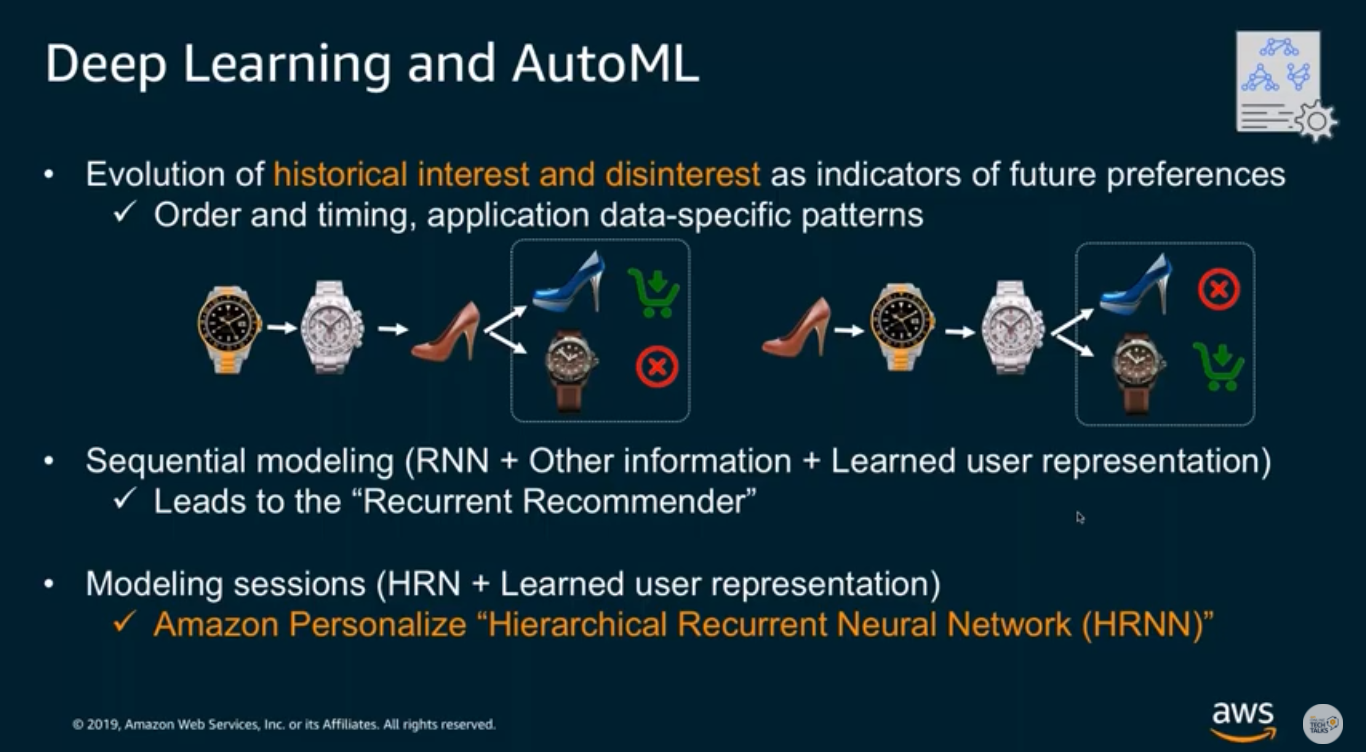 Deep Learning and AutoML
• Evolution of historical interest and disinterest as indicators of future preferences
✓ Order and timing, application data-specific patterns
• Sequential modeling (RNN + Other information + Learned user representation)
✓ Leads to the “Recurrent Recommender”
• Modeling sessions (HRN + Learned user representation)
✓ Amazon Personalize “Hierarchical Recurrent Neural Network (HRNN)”
© 2019, Amazon Web Services, Inc. or its Affiliates. All rights reserved.
aws
TECH
TALKS